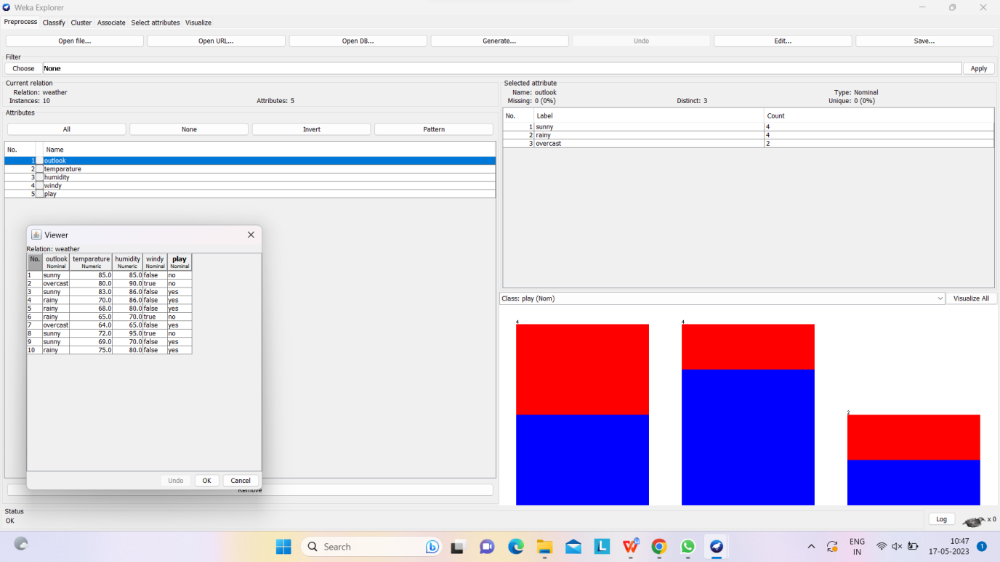 Weka Explorer
Preprocess Classify Cluster Associate Select attributes Visualize
Open file... Open URL... Open DB... Generate... Undo Edit... Save...
Filter
Choose None Apply
Current relation
Relation: weather
Instances: 10 Attributes: 5
Attributes
All None Invert Pattern
No. Name
1 outlook
2 temparature
3 humidity
4 windy
5 play
Selected attribute
Name: outlook Type: Nominal
Missing: 0 (0%) Distinct: 3 Unique: 0 (0%)
No. Label Count
1 sunny 4
2 rainy 4
3 overcast 2
Class: play (Nom) Visualize All
4 4 2
Viewer
Relation: weather
No. outlook temparature humidity windy play
Nominal Numeric Numeric Nominal Nominal
1 sunny 85.0 85.0 false no
2 overcast 80.0 90.0 true no
3 sunny 83.0 86.0 false yes
4 rainy 70.0 86.0 false yes
5 rainy 68.0 80.0 false yes
6 rainy 65.0 70.0 true no
7 overcast 64.0 65.0 false yes
8 sunny 72.0 95.0 true no
9 sunny 69.0 70.0 false yes
10 rainy 75.0 80.0 false yes
Undo OK Cancel
Remove
Status
OK
Log x 0
Search
ENG
IN
10:47
17-05-2023
1